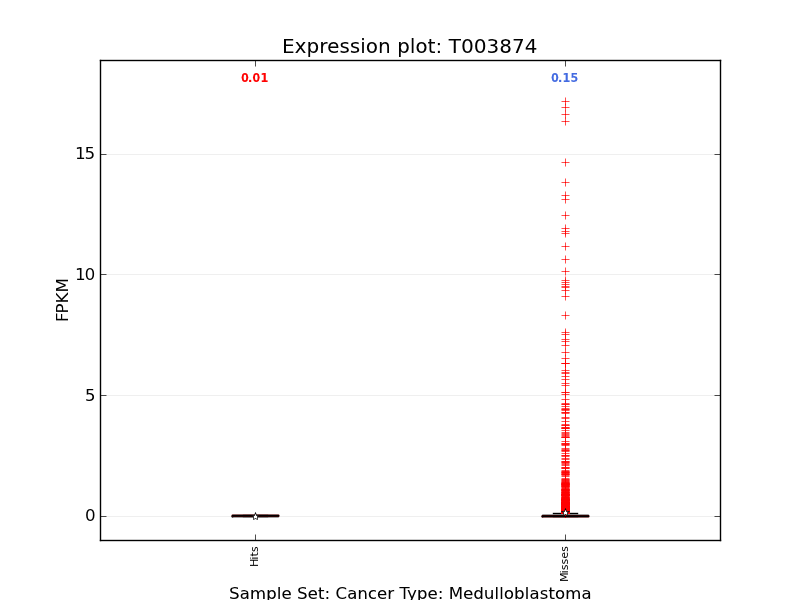 Expression plot: T003874
0.01
0.15
15
10
5
0
FPKM
Hits
Misses
Sample Set: Cancer Type: Medulloblastoma